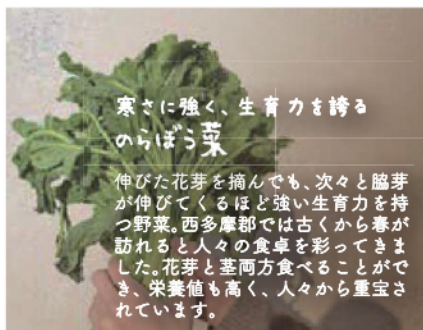 寒さに強く、生育力を誇る
のらぼう菜
伸びた花芽を摘んでも、次々と脇芽
が伸びてくるほど強い生育力を持
つ野菜。西多摩郡では古くから春が
訪れると人々の食卓を彩ってきま
した。花芽と茎両方食べることがで
き、栄養値も高く、人々から重宝さ
れています。